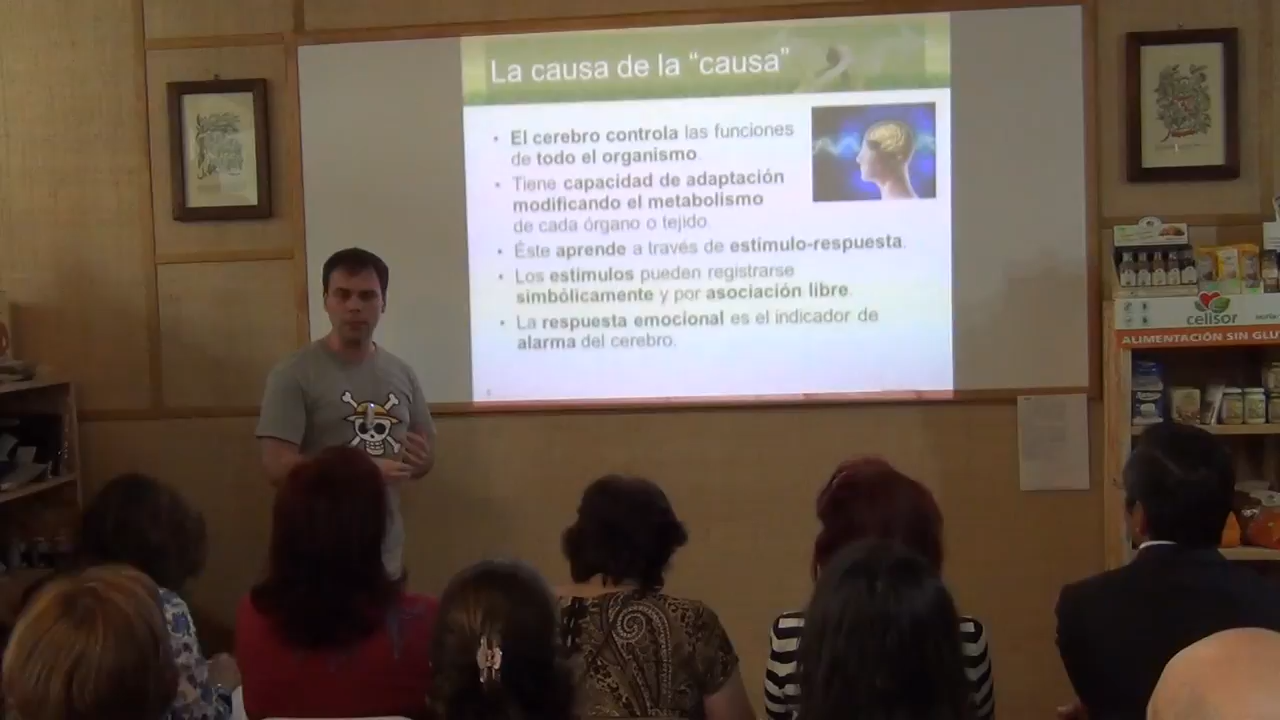 La causa de la “causa”
• El cerebro controla las funciones
de todo el organismo.
• Tiene capacidad de adaptación
modificando el metabolismo
de cada órgano o tejido.
• Éste aprende a través de estímulo-respuesta.
• Los estímulos pueden registrarse
simbólicamente y por asociación libre.
• La respuesta emocional es el indicador de
alarma del cerebro.
celisor
ALIMENTACIÓN SIN GLU